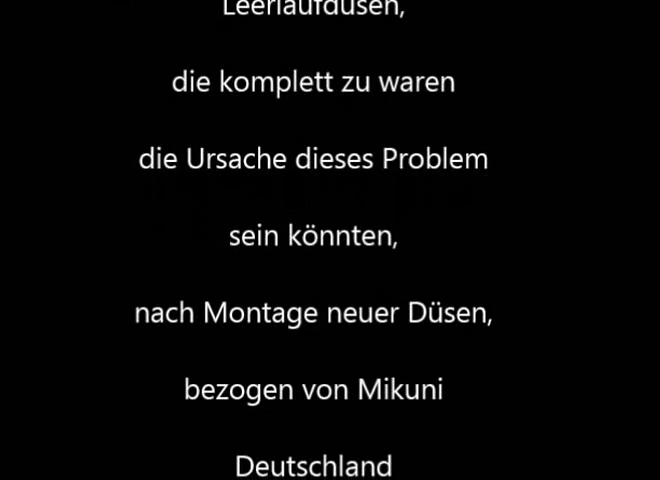 Leerlaufdüsen,
die komplett zu waren
die Ursache dieses Problem
sein könnten,
nach Montage neuer Düsen,
bezogen von Mikuni
Deutschland